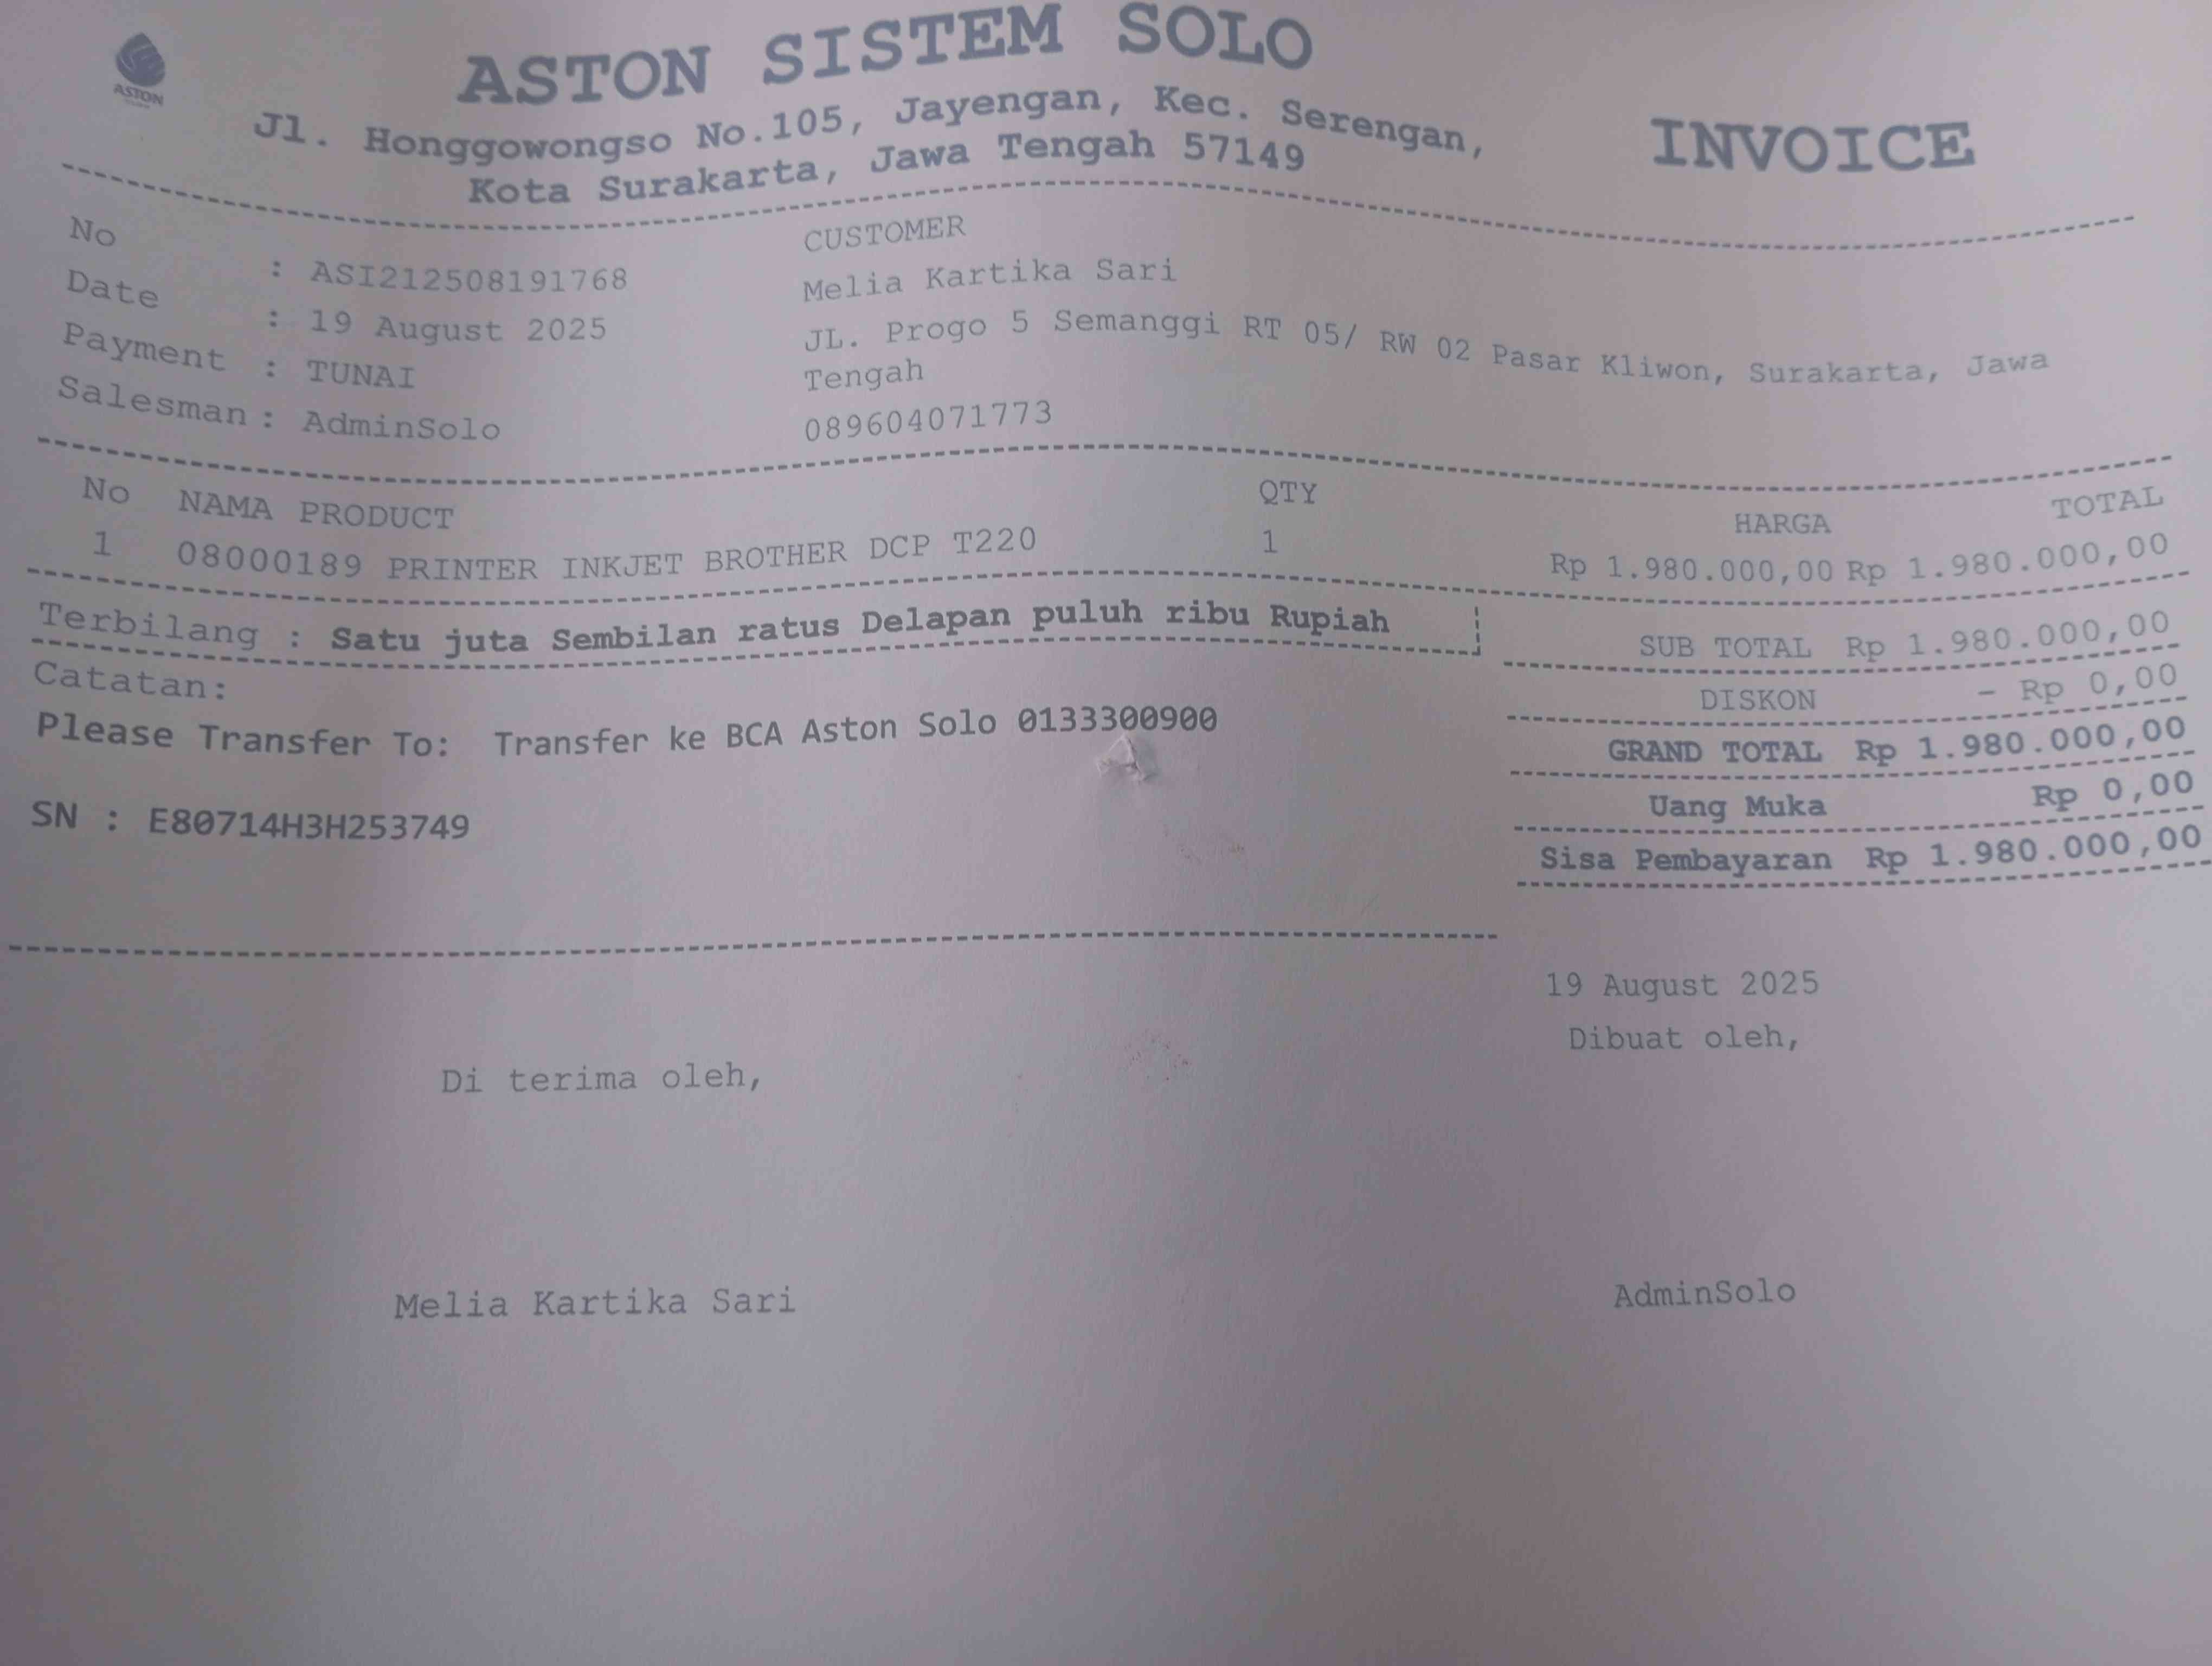 ASTON
ASTON SISTEM SOLO
Jl. Honggowongso No.105, Jayengan, Kec. Serengan,
Kota Surakarta, Jawa Tengah 57149
INVOICE
No : ASI212508191768
Date : 19 August 2025
Payment : TUNAI
Salesman : AdminSolo
CUSTOMER
Melia Kartika Sari
JL. Progo 5 Semanggi RT 05/ RW 02 Pasar Kliwon, Surakarta, Jawa
Tengah
089604071773
No NAMA PRODUCT QTY HARGA TOTAL
1 08000189 PRINTER INKJET BROTHER DCP T220 1 Rp 1.980.000,00 Rp 1.980.000,00
Terbilang : Satu juta Sembilan ratus Delapan puluh ribu Rupiah
SUB TOTAL Rp 1.980.000,00
DISKON - Rp 0,00
GRAND TOTAL Rp 1.980.000,00
Uang Muka Rp 0,00
Sisa Pembayaran Rp 1.980.000,00
Catatan:
Please Transfer To: Transfer ke BCA Aston Solo 0133300900
SN : E80714H3H253749
19 August 2025
Dibuat oleh,
Di terima oleh,
Melia Kartika Sari
AdminSolo